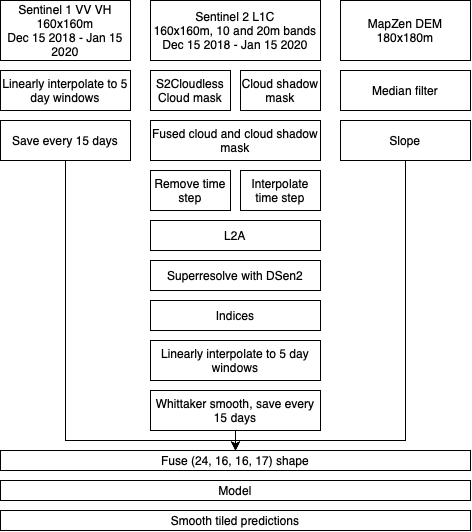 Sentinel 1 VV VH
160x160m
Dec 15 2018 - Jan 15
2020
Linearly interpolate to 5
day windows
Save every 15 days
Sentinel 2 L1C
160x160m, 10 and 20m bands
Dec 15 2018 - Jan 15 2020
S2Cloudless
Cloud mask
Cloud shadow
mask
Fused cloud and cloud shadow
mask
Remove time
step
Interpolate
time step
L2A
Superresolve with DSen2
Indices
Linearly interpolate to 5 day
windows
Whittaker smooth, save every
15 days
MapZen DEM
180x180m
Median filter
Slope
Fuse (24, 16, 16, 17) shape
Model
Smooth tiled predictions